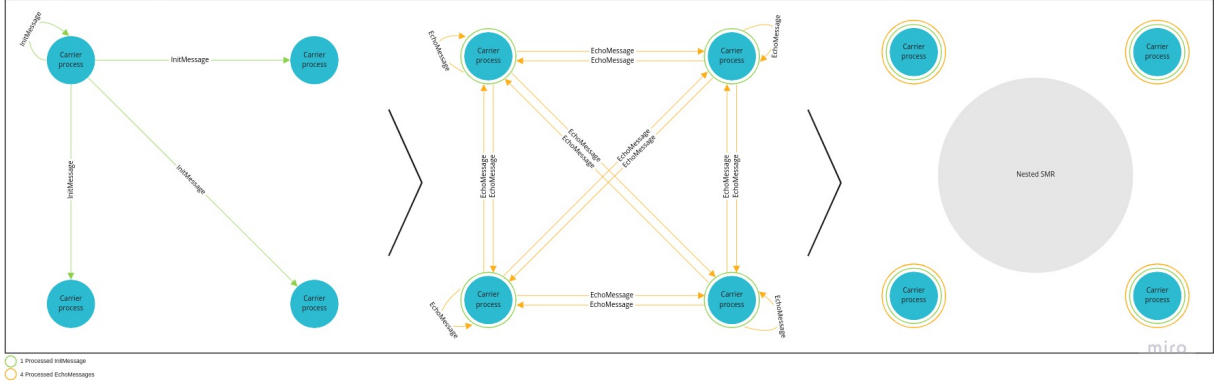 InitMessage
Carrier
process
InitMessage
Carrier
process
InitMessage
InitMessage
Carrier
process
Carrier
process
EchoMessage
Carrier
process
EchoMessage
EchoMessage
Carrier
process
EchoMessage
EchoMessage
EchoMessage
EchoMessage
EchoMessage
EchoMessage
EchoMessage
EchoMessage
EchoMessage
EchoMessage
Carrier
process
EchoMessage
EchoMessage
Carrier
process
EchoMessage
Carrier
process
Carrier
process
Nested SMR
Carrier
process
Carrier
process
miro
1 Processed InitMessage
4 Processed EchoMessages